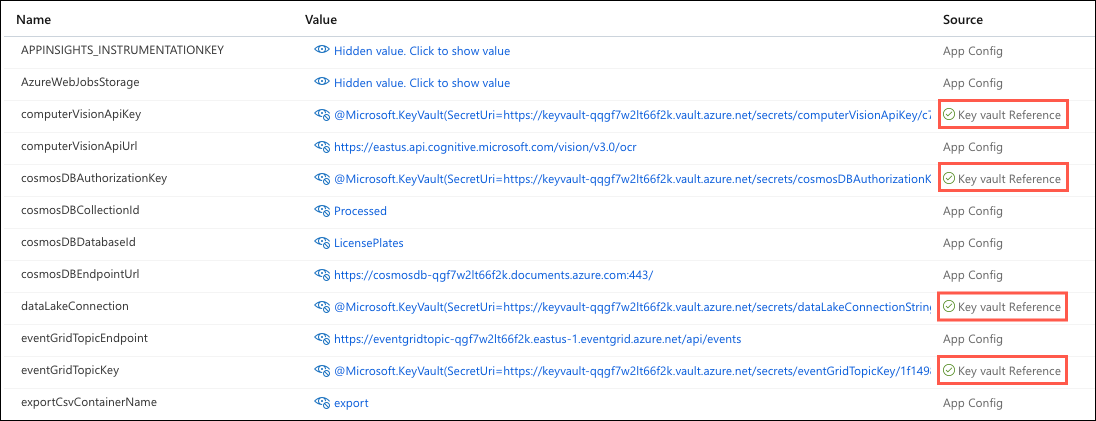 Name Value Source
APPINSIGHTS_INSTRUMENTATIONKEY Hidden value. Click to show value App Config
AzureWebJobsStorage Hidden value. Click to show value App Config
computerVisionApiKey @Microsoft.KeyVault(SecretUri=https://keyvault-qqgf7w2lt66f2k.vault.azure.net/secrets/computerVisionApiKey/c7 Key vault Reference
computerVisionApiUrl https://eastus.api.cognitive.microsoft.com/vision/v3.0/ocr App Config
cosmosDBAuthorizationKey @Microsoft.KeyVault(SecretUri=https://keyvault-qqgf7w2lt66f2k.vault.azure.net/secrets/cosmosDBAuthorizationK Key vault Reference
cosmosDBCollectionId Processed App Config
cosmosDBDatabaseId LicensePlates App Config
cosmosDBEndpointUrl https://cosmosdb-qgf7w2lt66f2k.documents.azure.com:443/ App Config
dataLakeConnection @Microsoft.KeyVault(SecretUri=https://keyvault-qqgf7w2lt66f2k.vault.azure.net/secrets/dataLakeConnectionString Key vault Reference
eventGridTopicEndpoint https://eventgridtopic-qgf7w2lt66f2k.eastus-1.eventgrid.azure.net/api/events App Config
eventGridTopicKey @Microsoft.KeyVault(SecretUri=https://keyvault-qqgf7w2lt66f2k.vault.azure.net/secrets/eventGridTopicKey/1f149 Key vault Reference
exportCsvContainerName export App Config